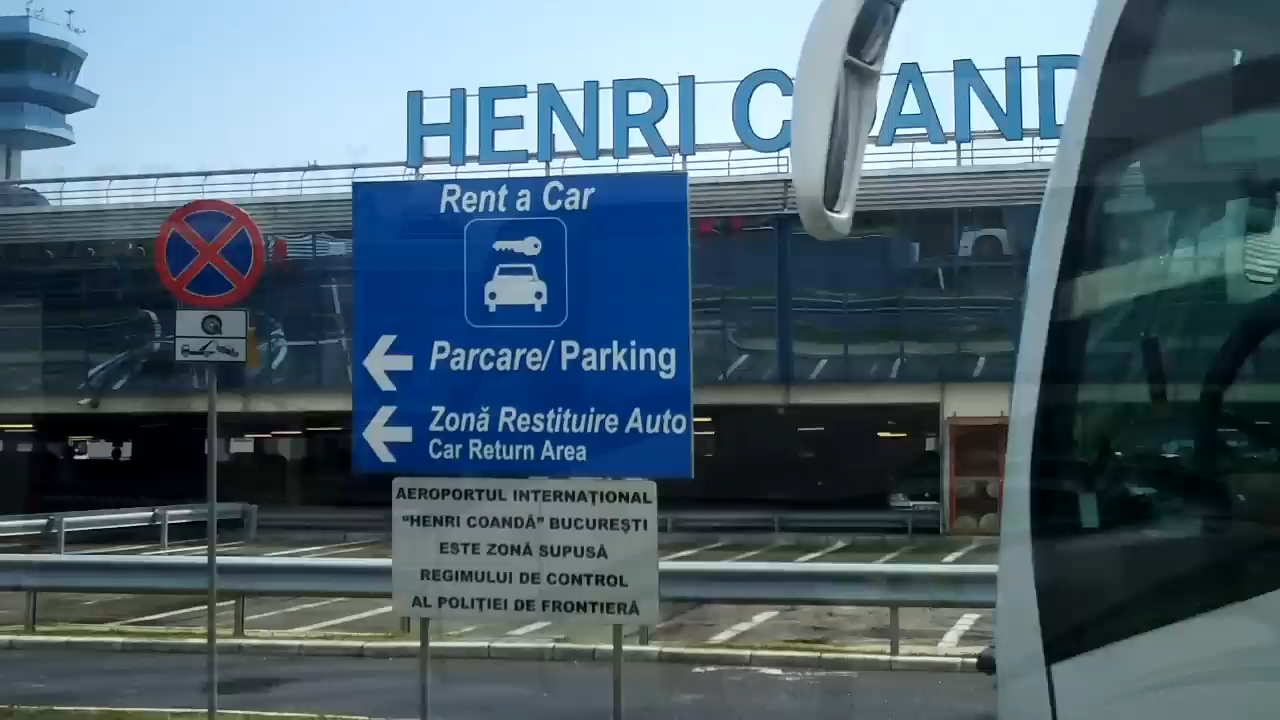 HENRI COAND
Rent a Car
Parcare/ Parking
Zonă Restituire Auto
Car Return Area
AEROPORTUL INTERNAȚIONAL
"HENRI COANDĂ" BUCUREȘTI
ESTE ZONĂ SUPUSĂ
REGIMULUI DE CONTROL
AL POLIȚIEI DE FRONTIERĂ